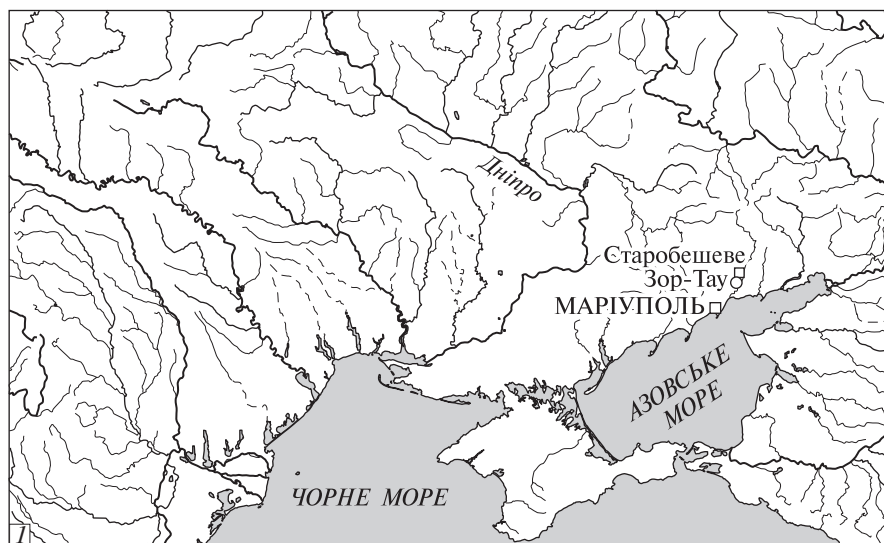 Дніпро
Старобешеве
Зор-Тау
МАРІУПОЛЬ
АЗОВСЬКЕ
МОРЕ
ЧОРНЕ МОРЕ
1